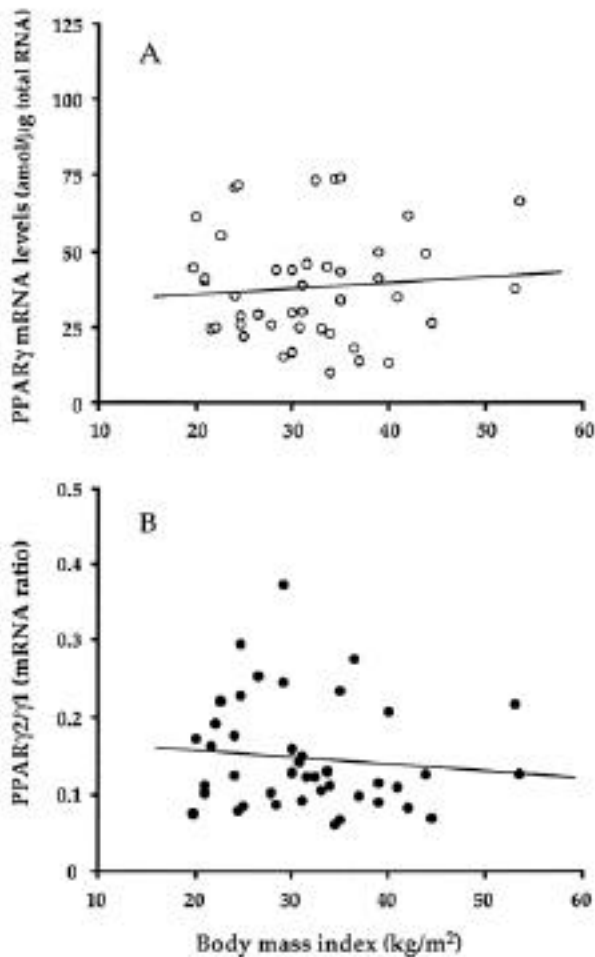 PPARγ mRNA levels (amol/μg total RNA)
A
125
100
75
50
25
0
10 20 30 40 50 60
PPARγ2/γ1 (mRNA ratio)
B
0.5
0.4
0.3
0.2
0.1
0
10 20 30 40 50 60
Body mass index (kg/m²)